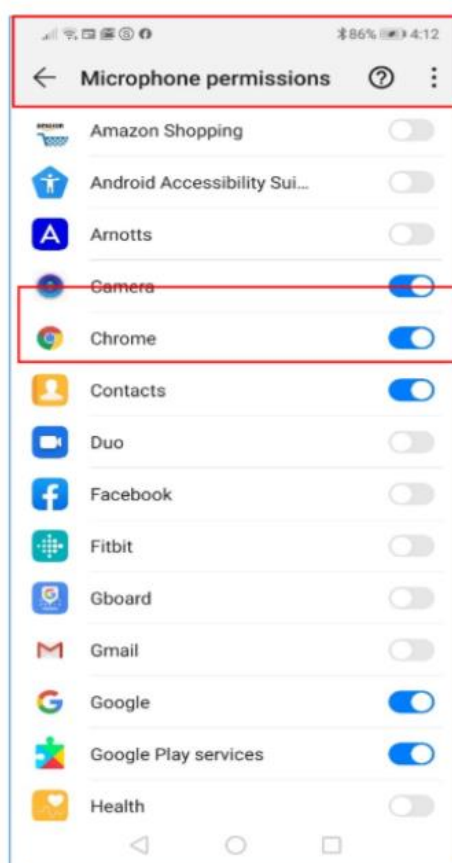 86% 4:12
Microphone permissions
amazon
Amazon Shopping
Android Accessibility Sui...
A
Arnotts
Camera
Chrome
Contacts
Duo
Facebook
Fitbit
Gboard
Gmail
Google
Google Play services
Health